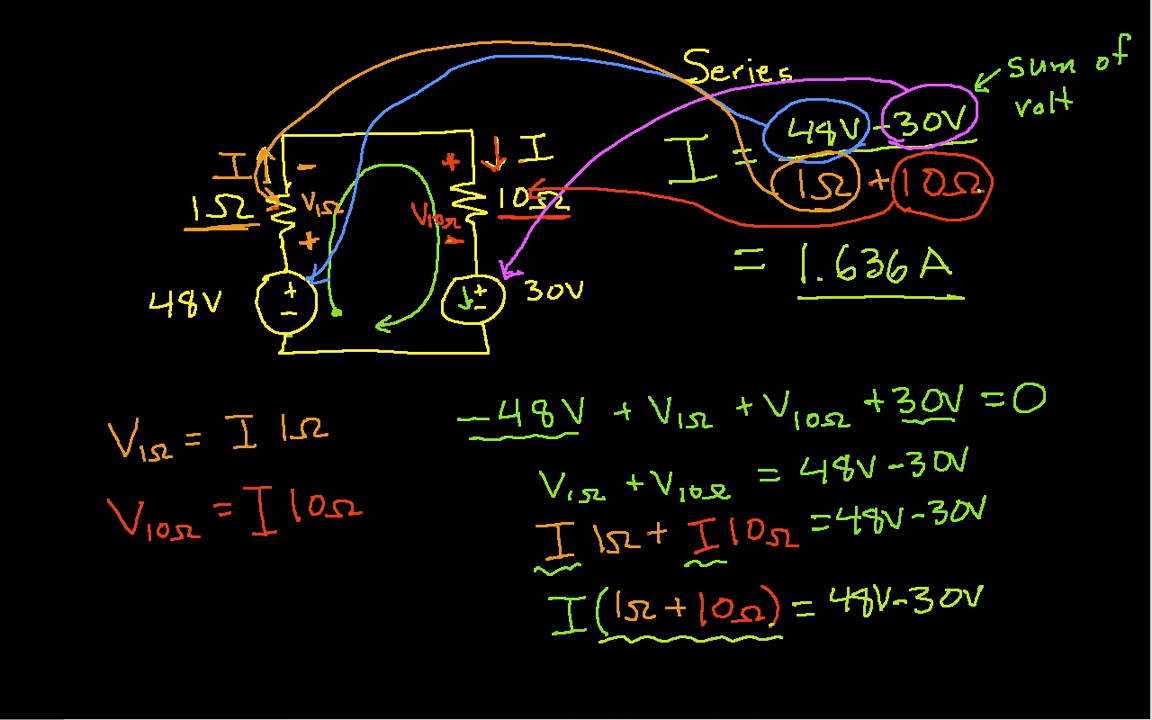 Series
sum of
volt
I = 48V - 30V
1Ω + 10Ω
= 1.636 A
I
-
+
I
1Ω
V1Ω
V10Ω
10Ω
+
-
48V
+
-
+
-
30V
-48V + V1Ω + V10Ω + 30V = 0
V1Ω = I 1Ω
V1Ω + V10Ω = 48V - 30V
V10Ω = I 10Ω
I 1Ω + I 10Ω = 48V - 30V
I (1Ω + 10Ω) = 48V - 30V